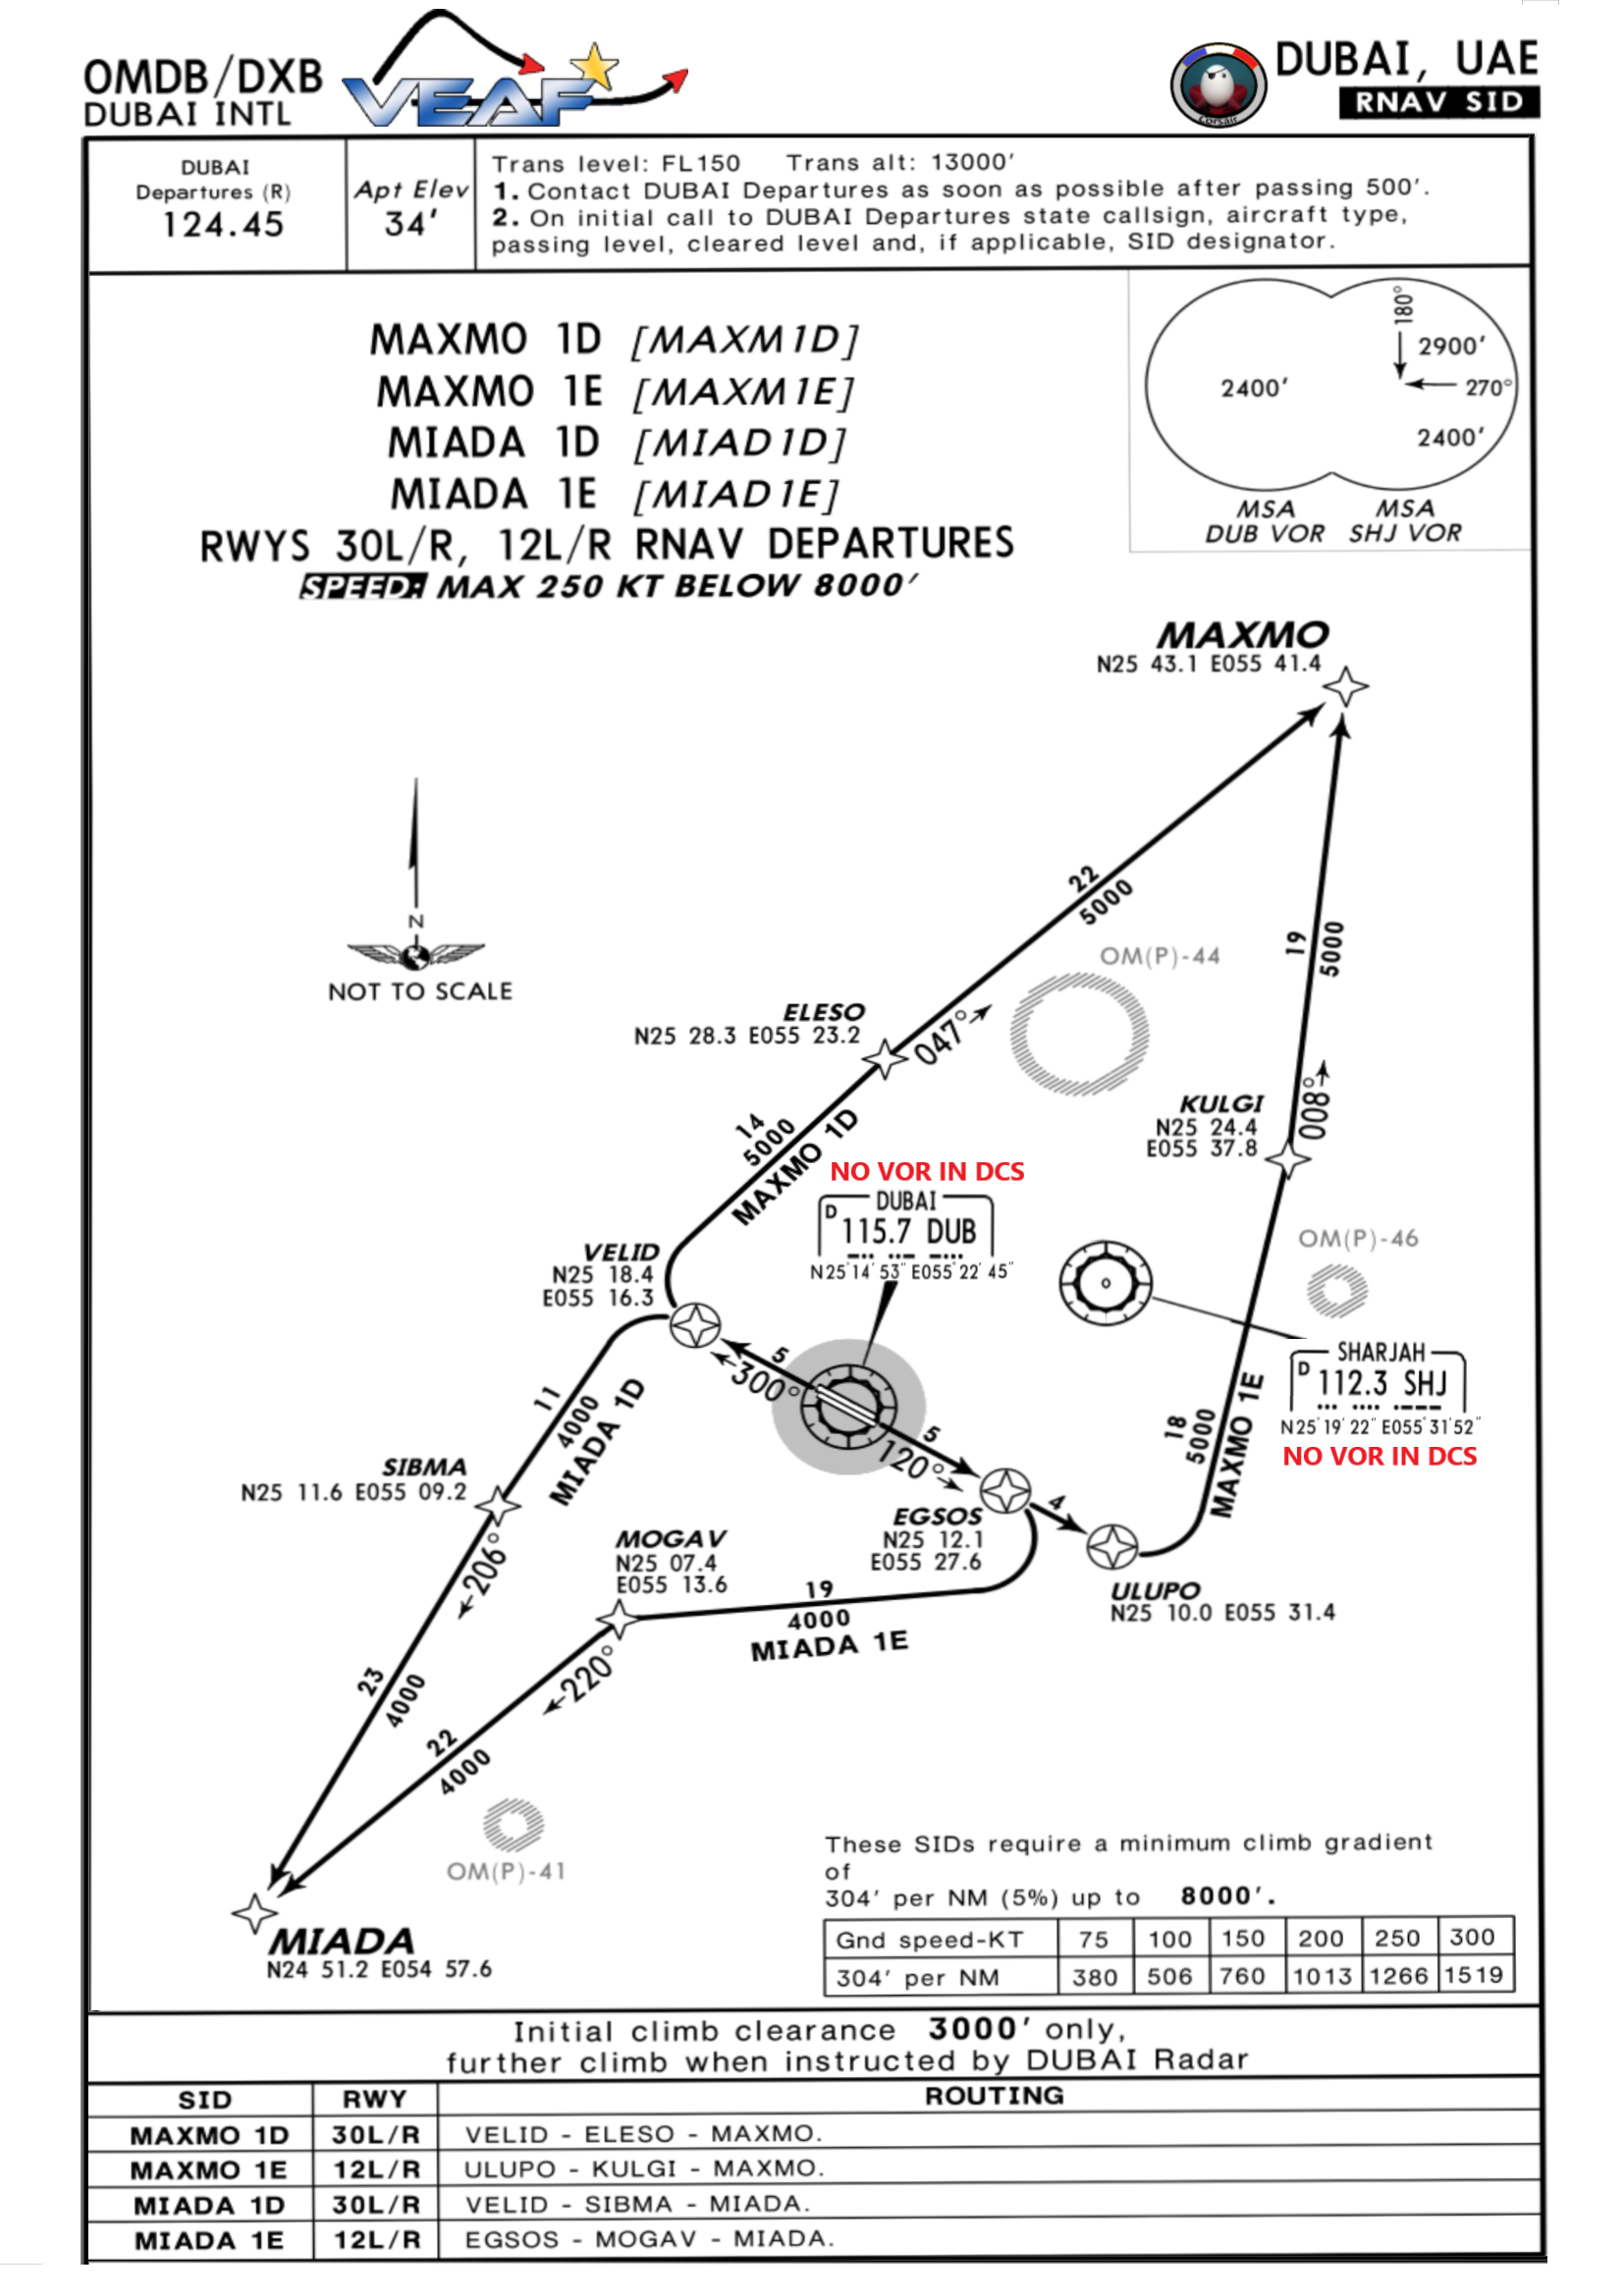 OMDB/DXB
DUBAI INTL
VEAF
Corsair
DUBAI, UAE
RNAV SID
DUBAI
Departures (R)
124.45
Apt Elev
34'
Trans level: FL150 Trans alt: 13000'
1. Contact DUBAI Departures as soon as possible after passing 500'.
2. On initial call to DUBAI Departures state callsign, aircraft type,
passing level, cleared level and, if applicable, SID designator.
MAXMO 1D [MAXM1D]
MAXMO 1E [MAXM1E]
MIADA 1D [MIAD1D]
MIADA 1E [MIAD1E]
RWYS 30L/R, 12L/R RNAV DEPARTURES
SPEED: MAX 250 KT BELOW 8000'
180°
2900'
2400'
270°
2400'
MSA
DUB VOR
MSA
SHJ VOR
MAXMO
N25 43.1 E055 41.4
22
5000
19
5000
N
NOT TO SCALE
OM(P)-44
ELESO
N25 28.3 E055 23.2
047°
008°
KULGI
N25 24.4
E055 37.8
14
5000
MAXMO 1D
NO VOR IN DCS
DUBAI
D
115.7 DUB
N25°14'53" E055°22'45"
OM(P)-46
VELID
N25 18.4
E055 16.3
SHARJAH
D
112.3 SHJ
N25°19'22" E055°31'52"
NO VOR IN DCS
5
300°
5
120°
11
4000
MIADA 1D
18
5000
MAXMO 1E
SIBMA
N25 11.6 E055 09.2
206°
EGSOS
N25 12.1
E055 27.6
4
MOGAV
N25 07.4
E055 13.6
19
4000
MIADA 1E
ULUPO
N25 10.0 E055 31.4
220°
23
4000
22
4000
OM(P)-41
MIADA
N24 51.2 E054 57.6
These SIDs require a minimum climb gradient
of
304' per NM (5%) up to 8000'.
Gnd speed-KT 75 100 150 200 250 300
304' per NM 380 506 760 1013 1266 1519
Initial climb clearance 3000' only,
further climb when instructed by DUBAI Radar
SID RWY ROUTING
MAXMO 1D 30L/R VELID - ELESO - MAXMO.
MAXMO 1E 12L/R ULUPO - KULGI - MAXMO.
MIADA 1D 30L/R VELID - SIBMA - MIADA.
MIADA 1E 12L/R EGSOS - MOGAV - MIADA.